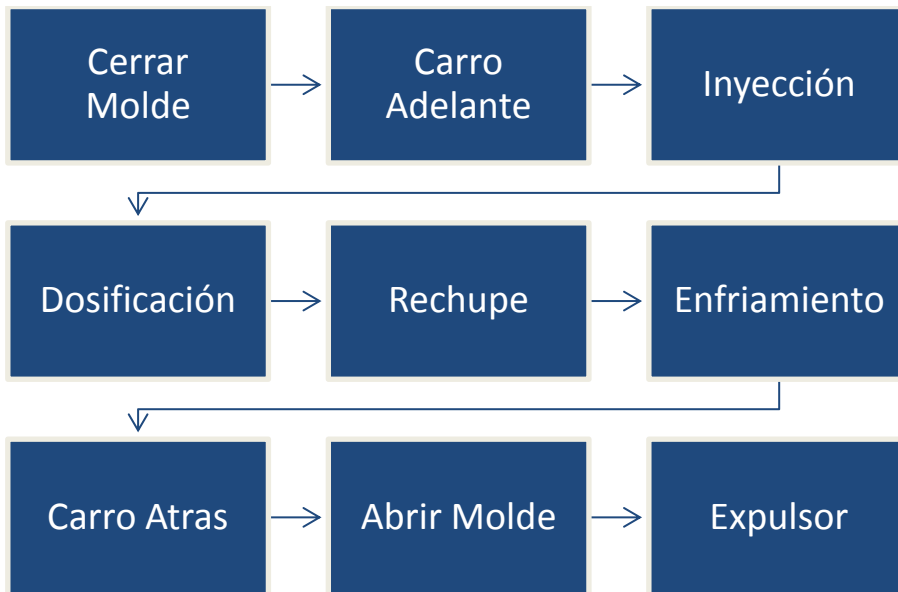 Cerrar
Molde
Carro
Adelante
Inyección
Dosificación
Rechupe
Enfriamiento
Carro Atras
Abrir Molde
Expulsor